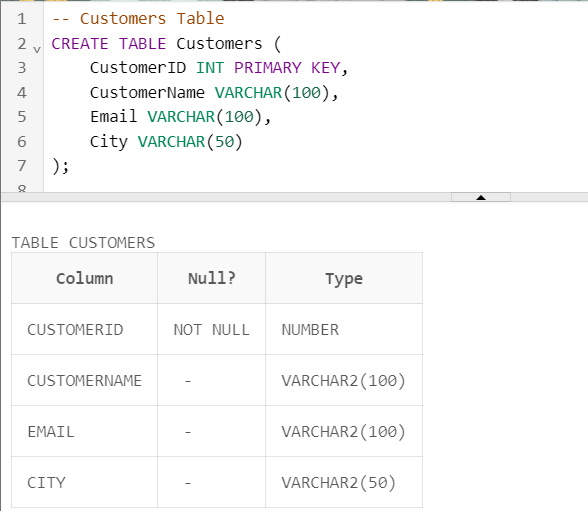 1 -- Customers Table
2 CREATE TABLE Customers (
3 CustomerID INT PRIMARY KEY,
4 CustomerName VARCHAR(100),
5 Email VARCHAR(100),
6 City VARCHAR(50)
7 );
8
TABLE CUSTOMERS
Column Null? Type
CUSTOMERID NOT NULL NUMBER
CUSTOMERNAME - VARCHAR2(100)
EMAIL - VARCHAR2(100)
CITY - VARCHAR2(50)